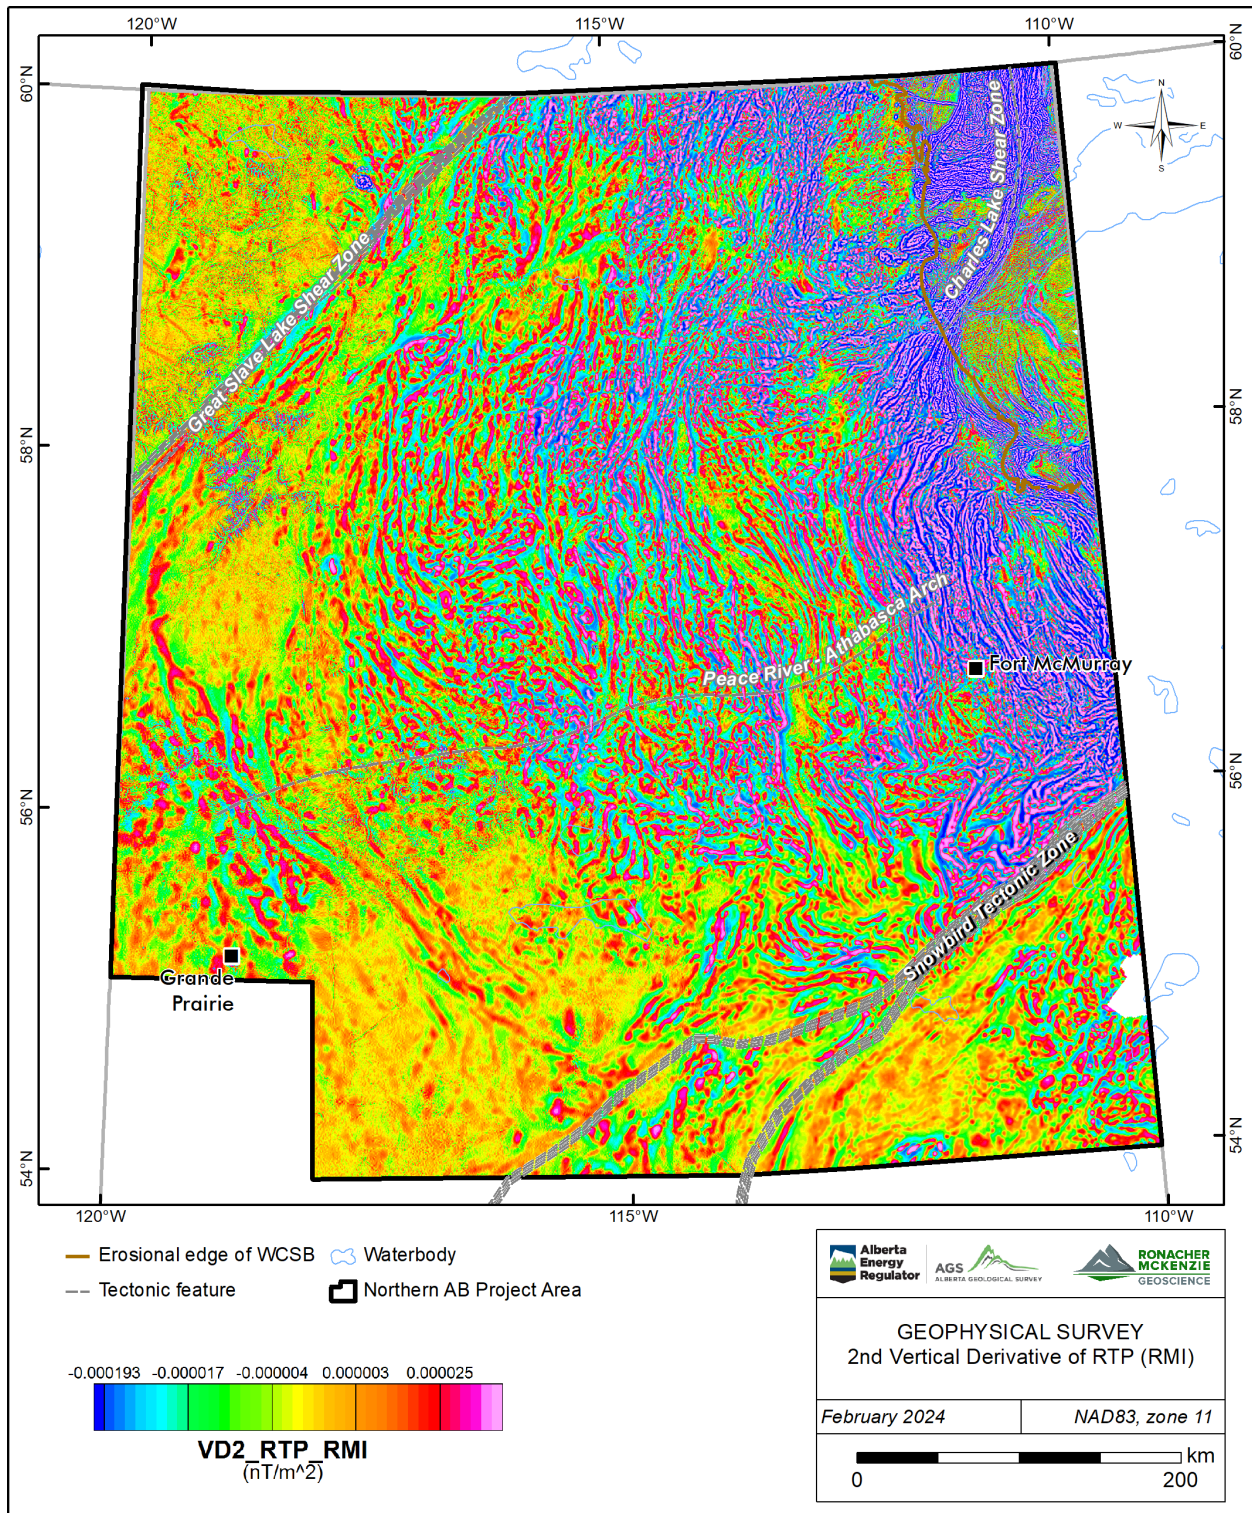 120°W
115°W
110°W
60°N
60°N
N
W
E
S
Charles Lake Shear Zone
Great Slave Lake Shear Zone
58°N
58°N
Peace River - Athabasca Arch
Fort McMurray
56°N
56°N
Snowbird Tectonic Zone
Grande
Prairie
54°N
54°N
120°W
115°W
110°W
Erosional edge of WCSB
Waterbody
Tectonic feature
Northern AB Project Area
-0.000193
-0.000017
-0.000004
0.000003
0.000025
VD2_RTP_RMI
(nT/m^2)
Alberta
Energy
Regulator
AGS
ALBERTA GEOLOGICAL SURVEY
RONACHER
MCKENZIE
GEOSCIENCE
GEOPHYSICAL SURVEY
2nd Vertical Derivative of RTP (RMI)
February 2024
NAD83, zone 11
km
0
200